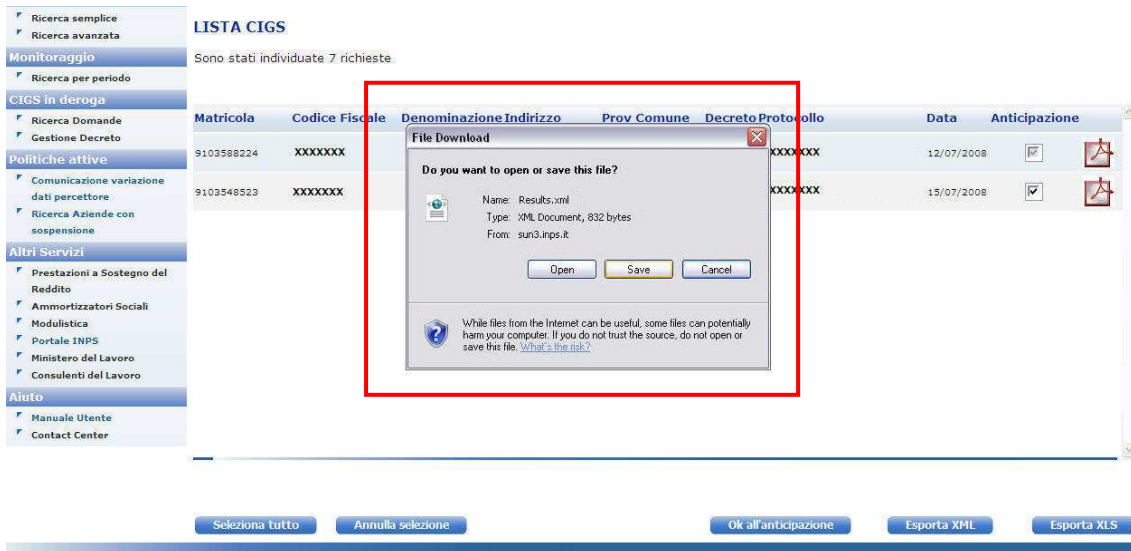 Ricerca semplice
Ricerca avanzata
Monitoraggio
Ricerca per periodo
CIGS in deroga
Ricerca Domande
Gestione Decreto
Politiche attive
Comunicazione variazione
dati percettore
Ricerca Aziende con
sospensione
Altri Servizi
Prestazioni a Sostegno del
Reddito
Ammortizzatori Sociali
Modulistica
Portale INPS
Ministero del Lavoro
Consulenti del Lavoro
Aiuto
Manuale Utente
Contact Center
LISTA CIGS
Sono stati individuate 7 richieste
Matricola Codice Fiscale Denominazione Indirizzo Prov Comune Decreto Protocollo Data Anticipazione
9103588224 XXXXXXX XXXXXXX 12/07/2008
9103548523 XXXXXXX XXXXXXX 15/07/2008
File Download
Do you want to open or save this file?
Name: Results.xml
Type: XML Document, 832 bytes
From: sun3.inps.it
Open Save Cancel
While files from the Internet can be useful, some files can potentially
harm your computer. If you do not trust the source, do not open or
save this file. What's the risk?
Seleziona tutto Annulla selezione Ok all'anticipazione Esporta XML Esporta XLS